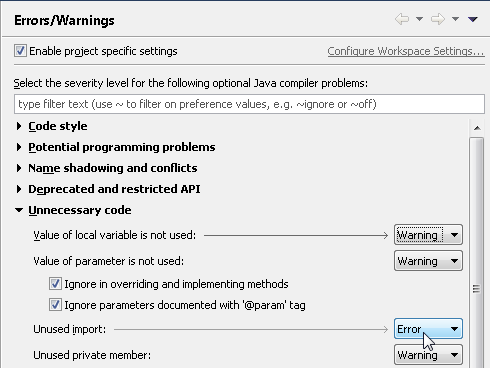 Errors/Warnings
Enable project specific settings
Configure Workspace Settings...
Select the severity level for the following optional Java compiler problems:
type filter text (use ~ to filter on preference values, e.g. ~ignore or ~off)
Code style
Potential programming problems
Name shadowing and conflicts
Deprecated and restricted API
Unnecessary code
Value of local variable is not used: Warning
Value of parameter is not used: Warning
Ignore in overriding and implementing methods
Ignore parameters documented with '@param' tag
Unused import: Error
Unused private member: Warning